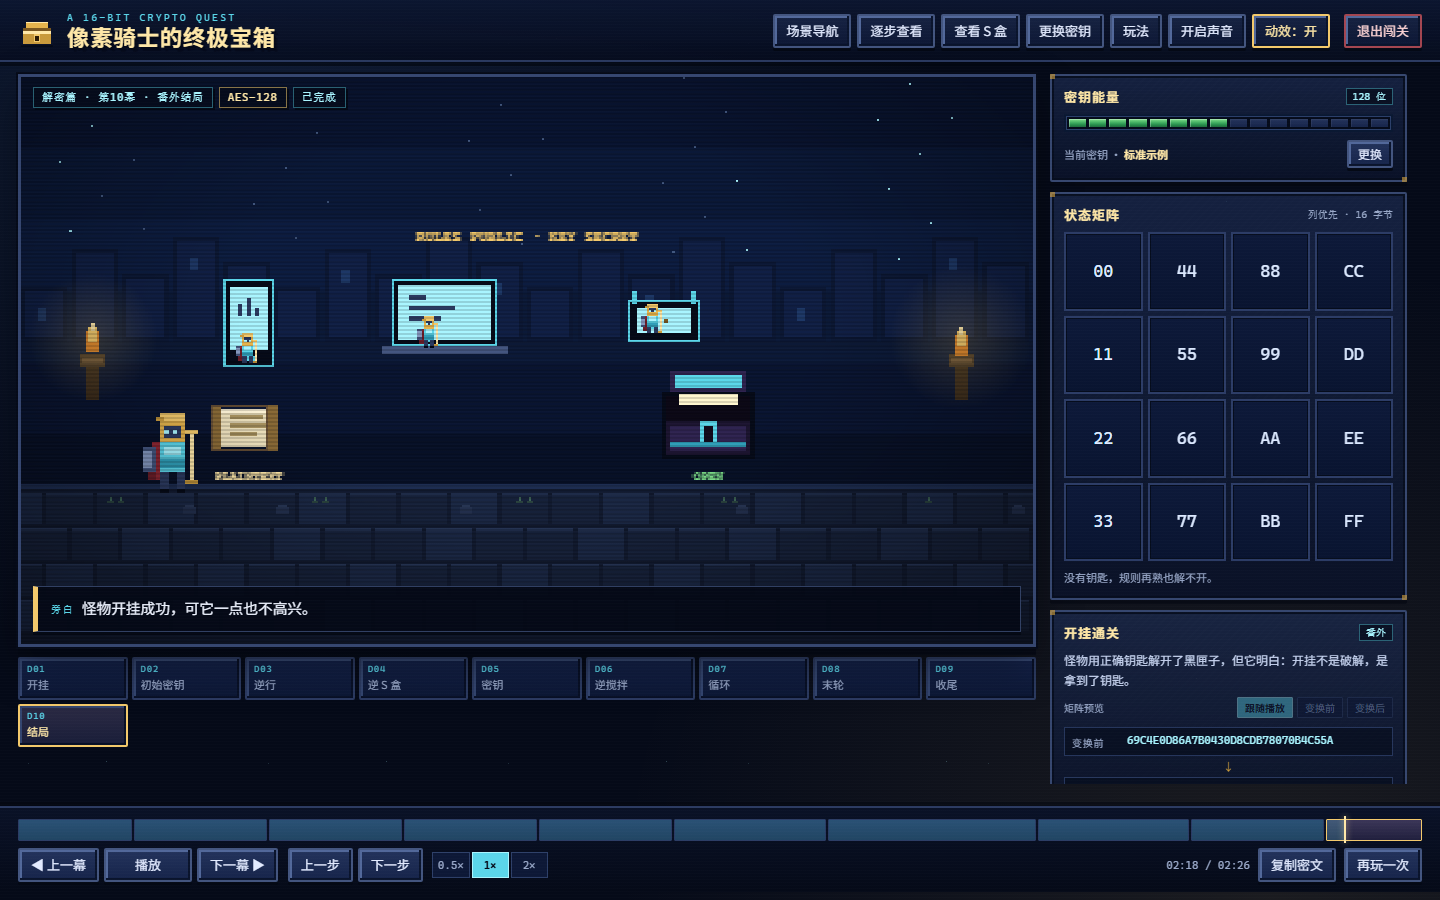 A 16-BIT CRYPTO QUEST
像素骑士的终极宝箱
场景导航
逐步查看
查看 S 盒
更换密钥
玩法
开启声音
动效：开
退出闯关
解密篇 · 第10幕 · 番外结局
AES-128
已完成
RULES PUBLIC - KEY SECRET
OPEN
旁白 怪物开挂成功，可它一点也不高兴。
密钥能量
128 位
当前密钥 · 标准示例
更换
状态矩阵
列优先 · 16 字节
00 44 88 CC
11 55 99 DD
22 66 AA EE
33 77 BB FF
没有钥匙，规则再熟也解不开。
开挂通关
番外
怪物用正确钥匙解开了黑匣子，但它明白：开挂不是破解，是
拿到了钥匙。
矩阵预览
跟随播放
变换前
变换后
变换前 69C4E0D86A7B0430D8CDB78070B4C55A
↓
D01
开挂
D02
初始密钥
D03
逆行
D04
逆 S 盒
D05
密钥
D06
逆搅拌
D07
循环
D08
末轮
D09
收尾
D10
结局
◀ 上一幕
播放
下一幕 ▶
上一步
下一步
0.5×
1×
2×
02:18 / 02:26
复制密文
再玩一次